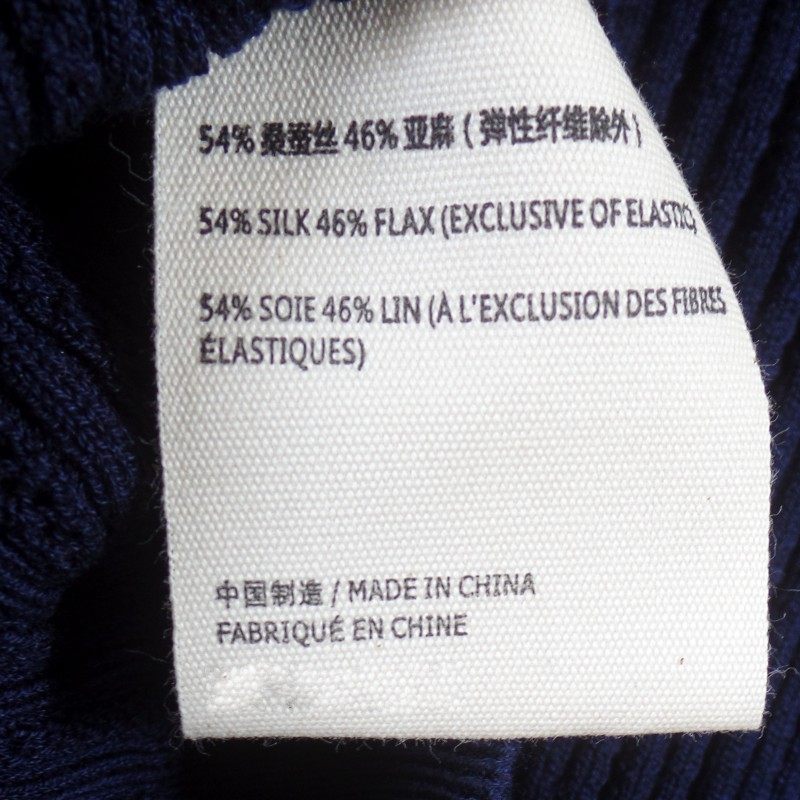 54% 桑蚕丝 46% 亚麻 ( 弹性纤维除外 )
54% SILK 46% FLAX (EXCLUSIVE OF ELASTIC)
54% SOIE 46% LIN (À L'EXCLUSION DES FIBRES
ÉLASTIQUES)
中国制造 / MADE IN CHINA
FABRIQUÉ EN CHINE